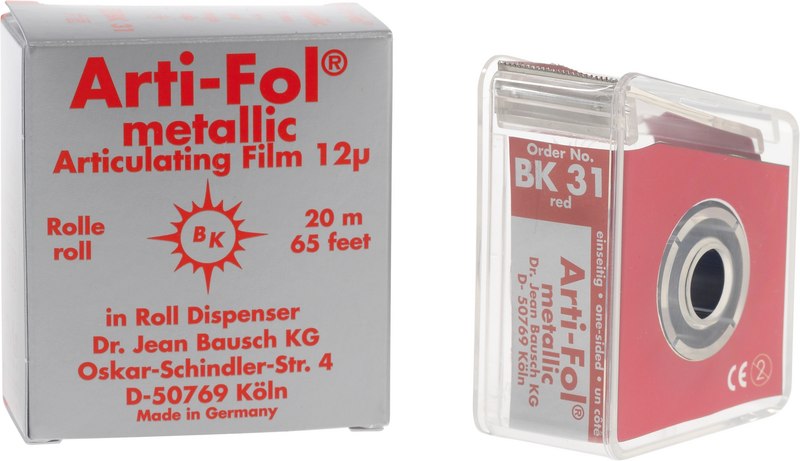 Arti-Fol®
metallic
Articulating Film 12µ
Rolle
roll
BK
20 m
65 feet
in Roll Dispenser
Dr. Jean Bausch KG
Oskar-Schindler-Str. 4
D-50769 Köln
Made in Germany
Order No.
BK 31
red
einseitig • one-sided • un côté
Arti-Fol®
metallic
Dr. Jean Bausch KG
D- 50769 Köln
CE 2